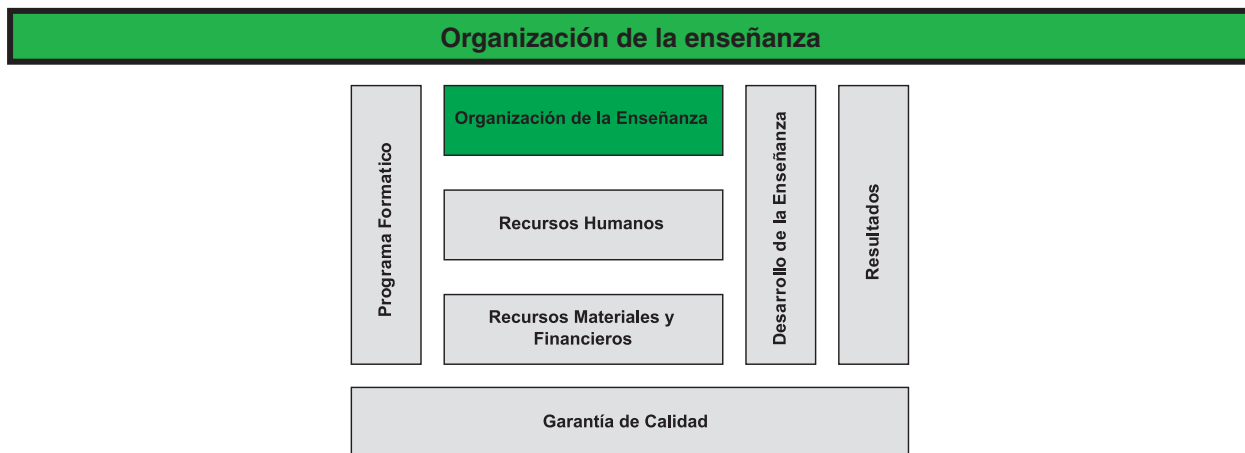 Organización de la enseñanza
Programa Formatico
Organización de la Enseñanza
Recursos Humanos
Recursos Materiales y
Financieros
Desarrollo de la Enseñanza
Resultados
Garantía de Calidad